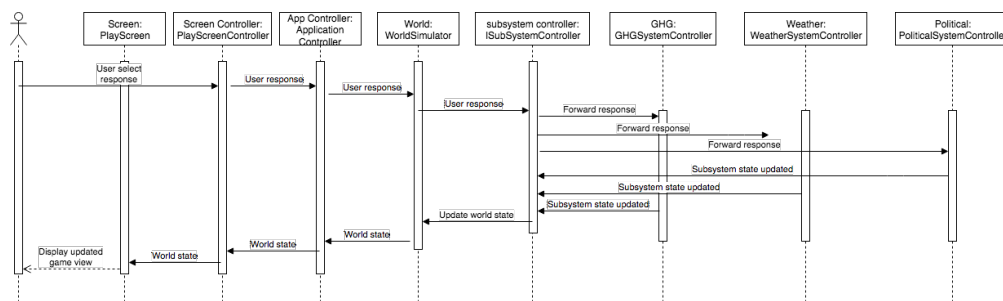 Screen:
PlayScreen
Screen Controller:
PlayScreenController
App Controller:
Application
Controller
World:
WorldSimulator
subsystem controller:
ISubSystemController
GHG:
GHGSystemController
Weather:
WeatherSystemController
Political:
PoliticalSystemController
User select
response
User response
User response
User response
Forward response
Forward response
Forward response
Subsystem state updated
Subsystem state updated
Subsystem state updated
Update world state
World state
World state
World state
Display updated
game view